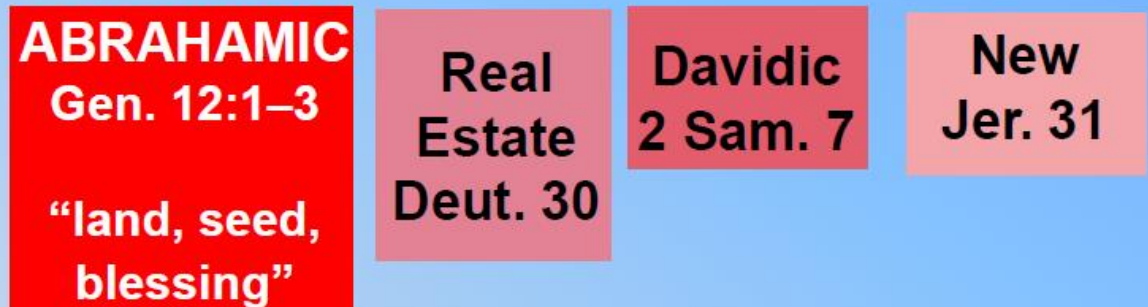 ABRAHAMIC
Gen. 12:1–3
“land, seed,
blessing”
Real
Estate
Deut. 30
Davidic
2 Sam. 7
New
Jer. 31